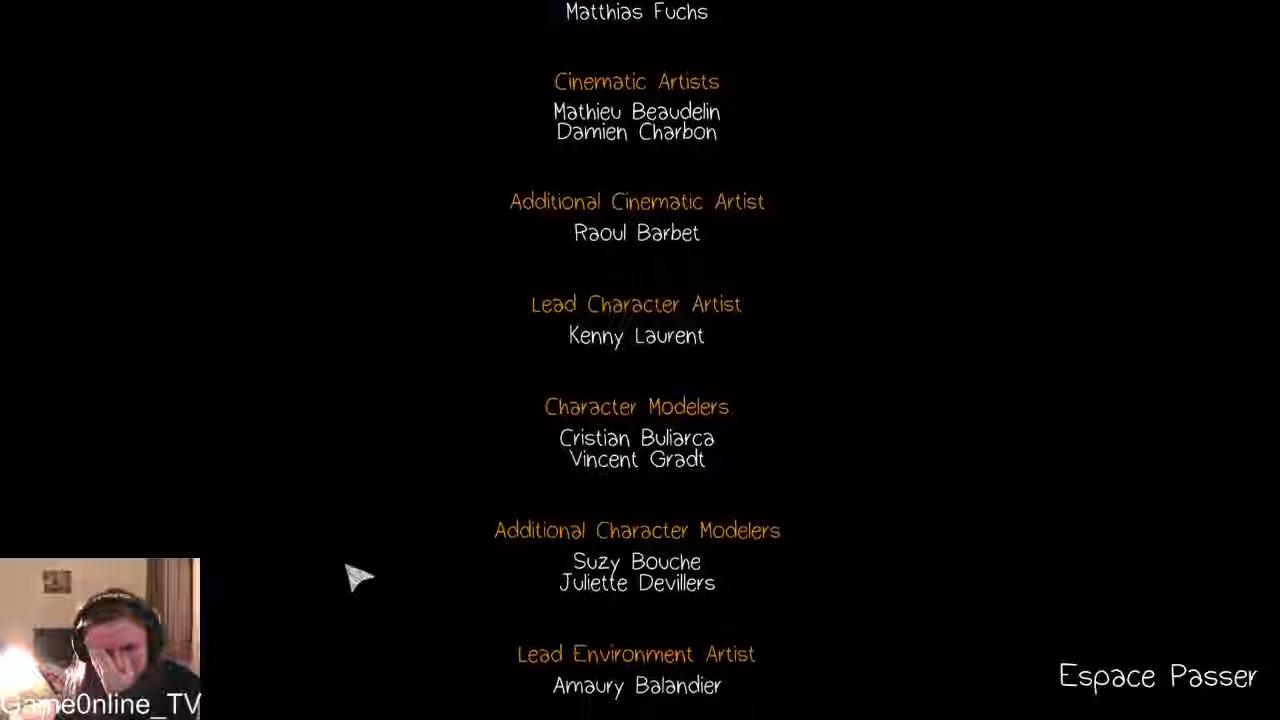 Matthias Fuchs
Cinematic Artists
Mathieu Beaudelin
Damien Charbon
Additional Cinematic Artist
Raoul Barbet
Lead Character Artist
Kenny Laurent
Character Modelers
Cristian Buliarca
Vincent Gradt
Additional Character Modelers
Suzy Bouche
Juliette Devillers
Lead Environment Artist
Amaury Balandier
Espace Passer
Game0nline_TV